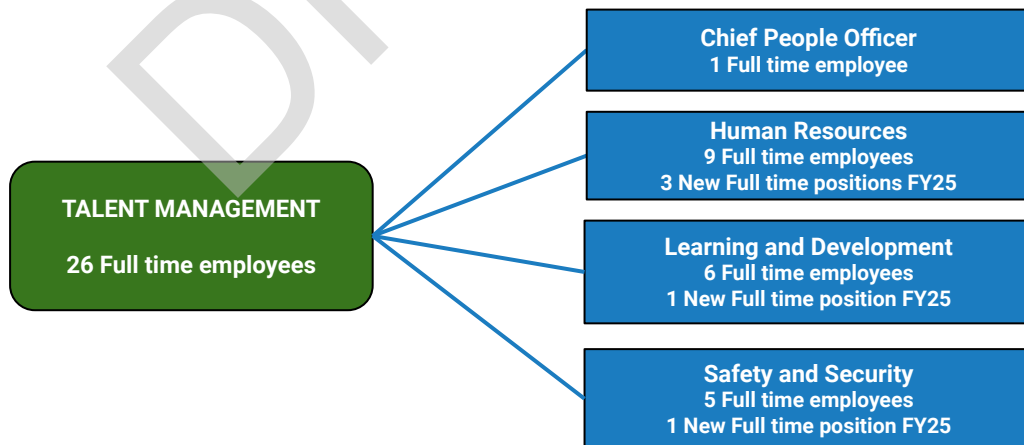 TALENT MANAGEMENT
26 Full time employees
Chief People Officer
1 Full time employee
Human Resources
9 Full time employees
3 New Full time positions FY25
Learning and Development
6 Full time employees
1 New Full time position FY25
Safety and Security
5 Full time employees
1 New Full time position FY25